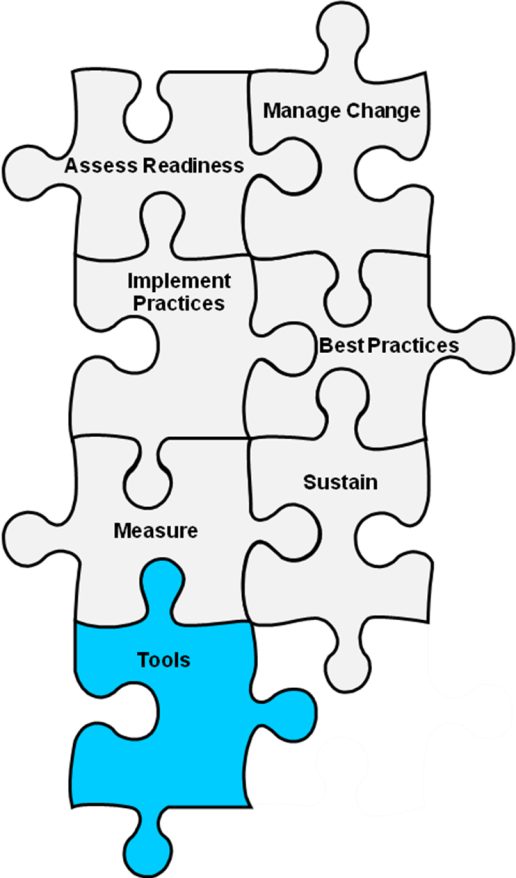 Manage Change
Assess Readiness
Implement
Practices
Best Practices
Sustain
Measure
Tools